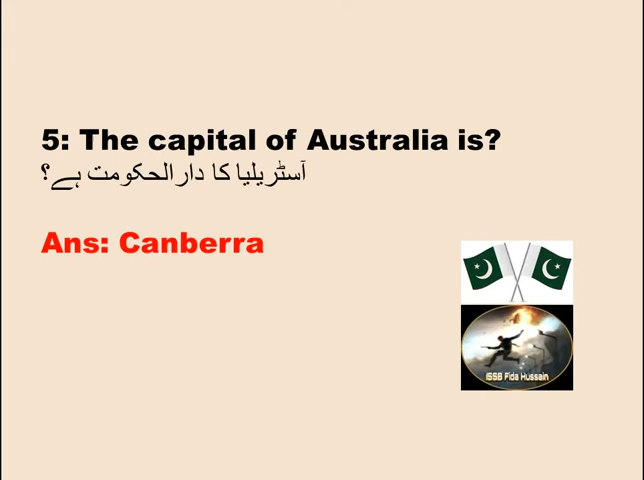 5: The capital of Australia is?
آسٹریلیا کا دارالحکومت ہے؟
Ans: Canberra
ISSB Fida Hussain